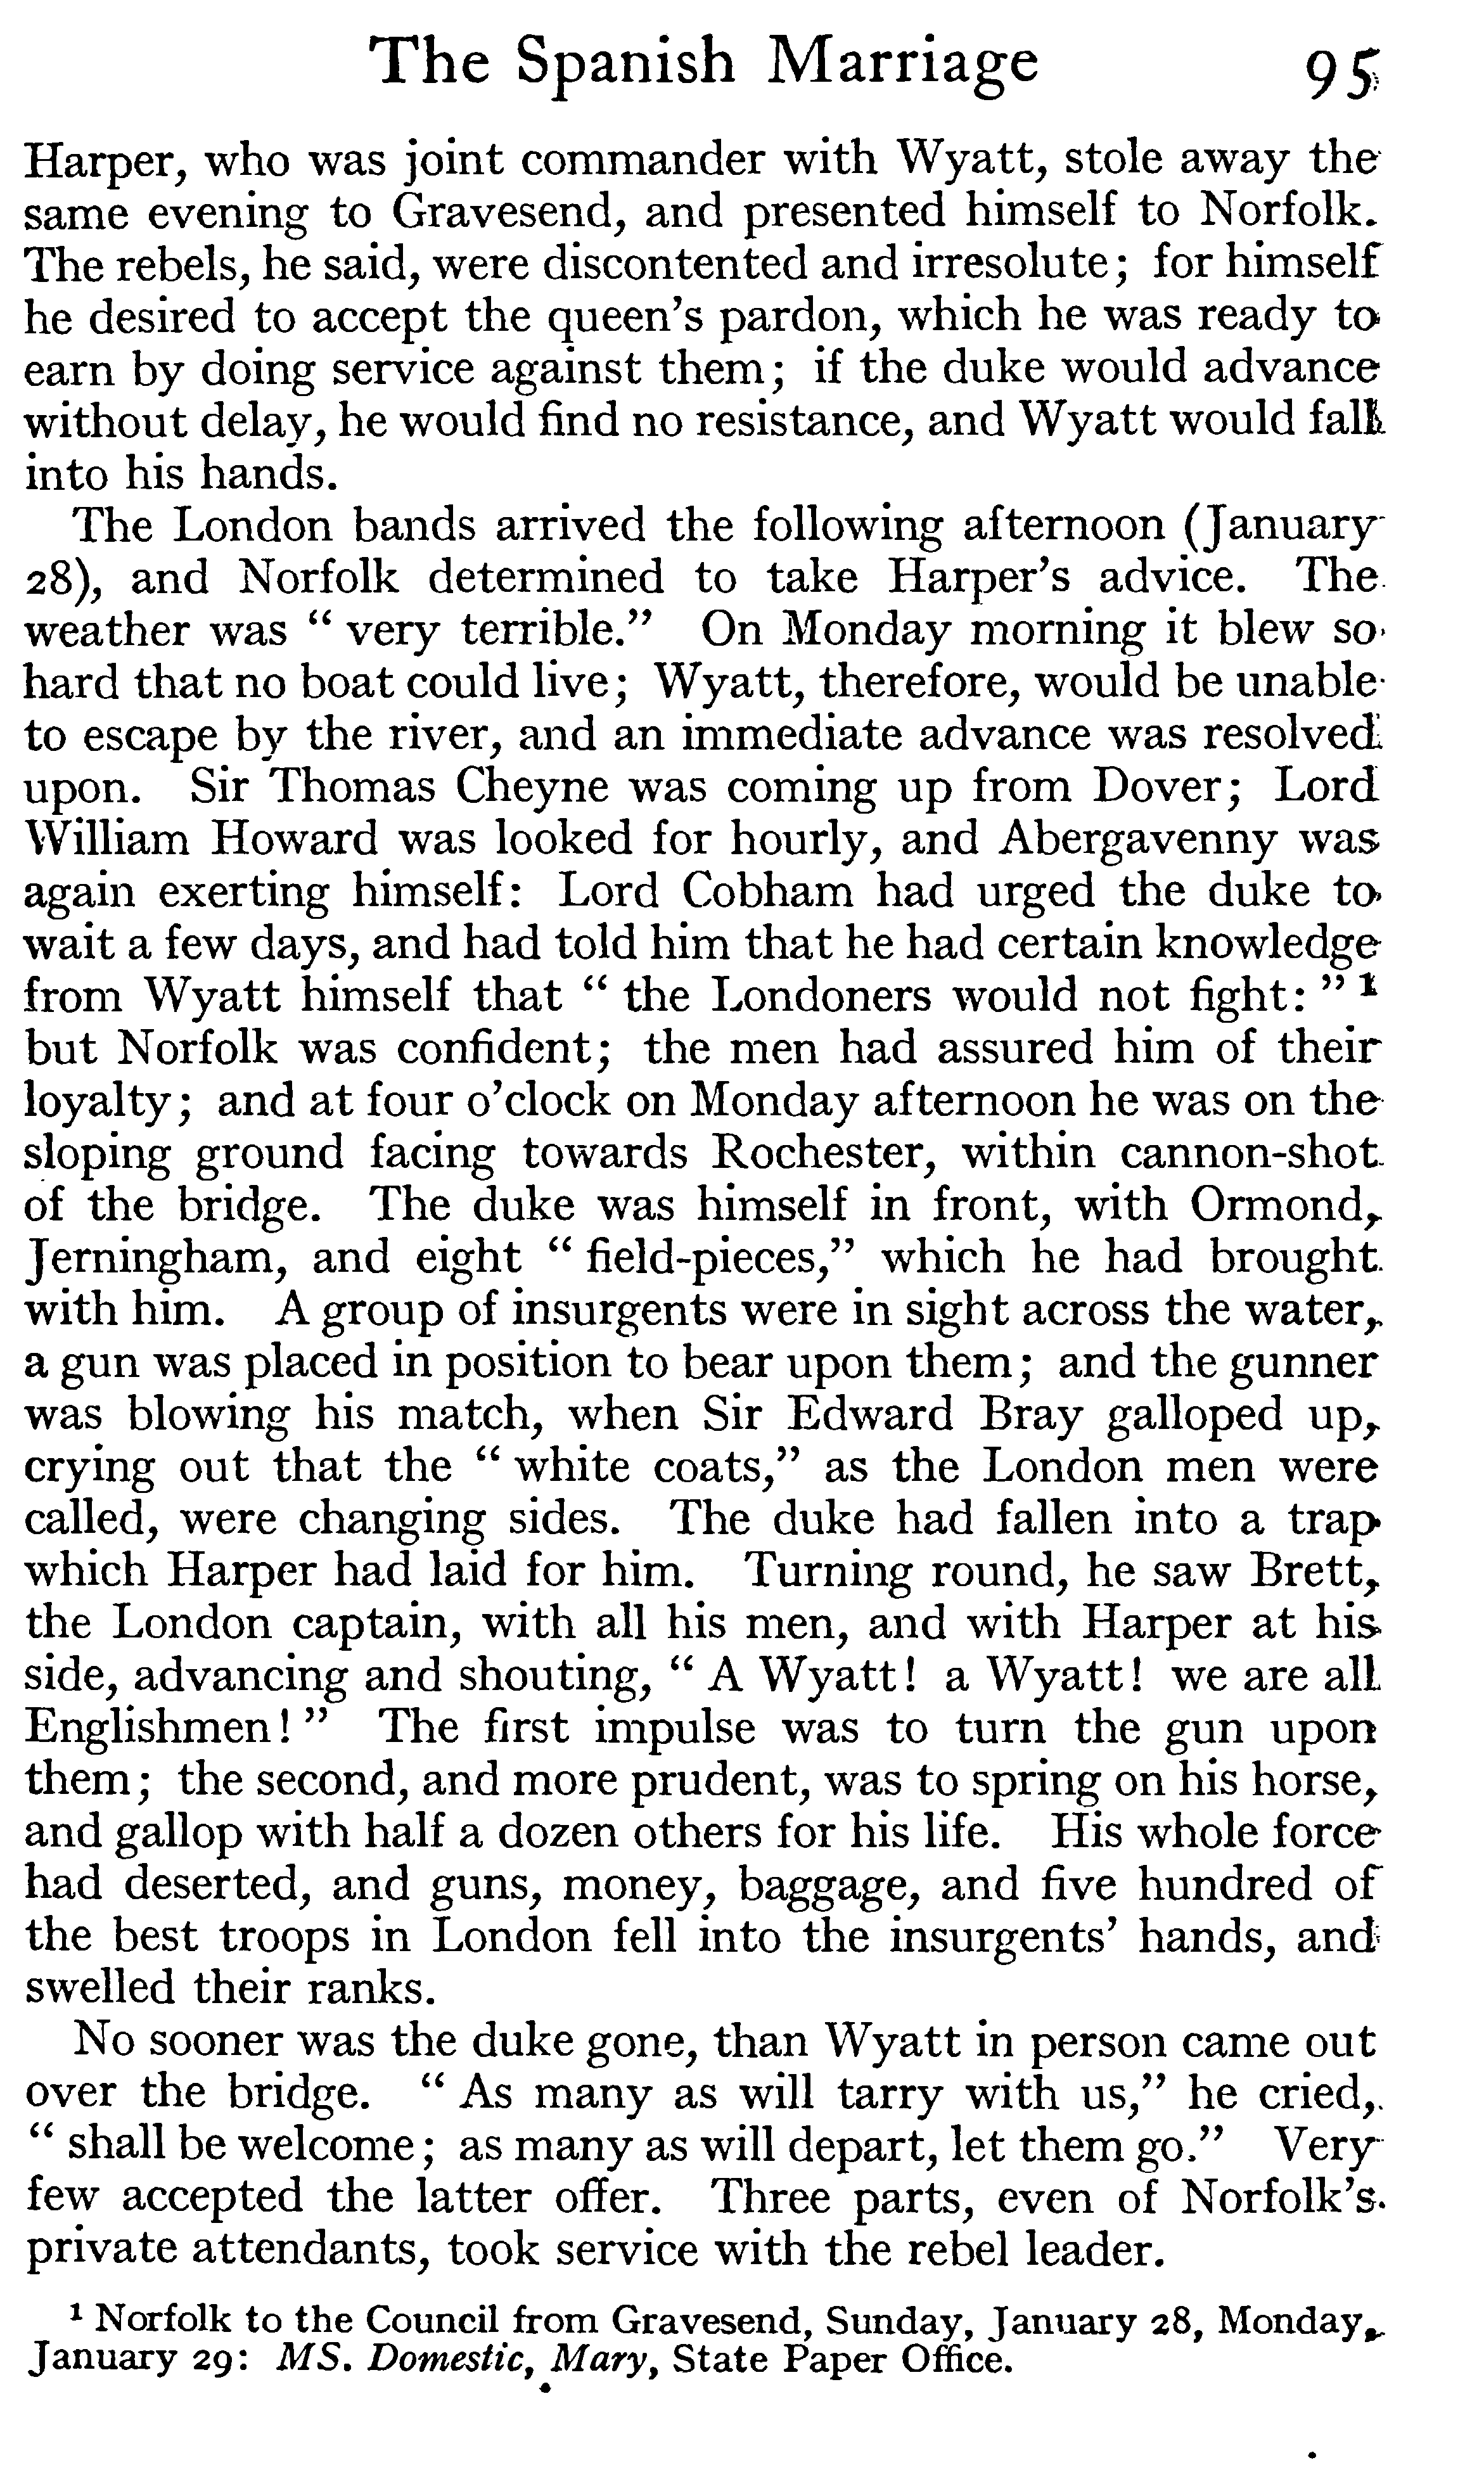 The Spanish Marriage 95
Harper, who was joint commander with Wyatt, stole away the
same evening to Gravesend, and presented himself to Norfolk.
The rebels, he said, were discontented and irresolute; for himself
he desired to accept the queen's pardon, which he was ready to
earn by doing service against them; if the duke would advance
without delay, he would find no resistance, and Wyatt would fall
into his hands.
The London bands arrived the following afternoon (January
28), and Norfolk determined to take Harper's advice. The
weather was " very terrible." On Monday morning it blew so
hard that no boat could live; Wyatt, therefore, would be unable
to escape by the river, and an immediate advance was resolved
upon. Sir Thomas Cheyne was coming up from Dover; Lord
William Howard was looked for hourly, and Abergavenny was
again exerting himself: Lord Cobham had urged the duke to
wait a few days, and had told him that he had certain knowledge
from Wyatt himself that " the Londoners would not fight: " 1
but Norfolk was confident; the men had assured him of their
loyalty; and at four o'clock on Monday afternoon he was on the
sloping ground facing towards Rochester, within cannon-shot
of the bridge. The duke was himself in front, with Ormond,
Jerningham, and eight " field-pieces," which he had brought
with him. A group of insurgents were in sight across the water,
a gun was placed in position to bear upon them; and the gunner
was blowing his match, when Sir Edward Bray galloped up,
crying out that the " white coats," as the London men were
called, were changing sides. The duke had fallen into a trap
which Harper had laid for him. Turning round, he saw Brett,
the London captain, with all his men, and with Harper at his
side, advancing and shouting, " A Wyatt! a Wyatt! we are all
Englishmen! " The first impulse was to turn the gun upon
them; the second, and more prudent, was to spring on his horse,
and gallop with half a dozen others for his life. His whole force
had deserted, and guns, money, baggage, and five hundred of
the best troops in London fell into the insurgents' hands, and
swelled their ranks.
No sooner was the duke gone, than Wyatt in person came out
over the bridge. " As many as will tarry with us," he cried,
" shall be welcome; as many as will depart, let them go." Very
few accepted the latter offer. Three parts, even of Norfolk's
private attendants, took service with the rebel leader.
1 Norfolk to the Council from Gravesend, Sunday, January 28, Monday,
January 29: MS. Domestic, Mary, State Paper Office.